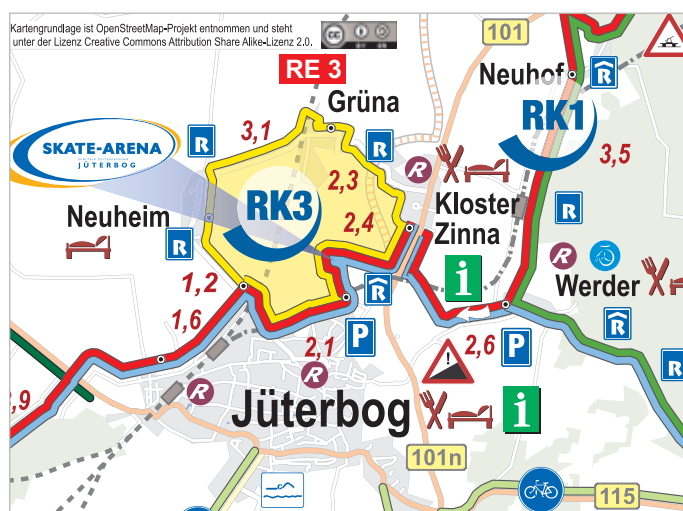 Kartengrundlage ist OpenStreetMap-Projekt entnommen und steht
unter der Lizenz Creative Commons Attribution Share Alike-Lizenz 2.0.
cc
RE 3
101
Neuhof
R
Grüna
3,1
R
R
RK1
3,5
SKATE-ARENA
JÜTERBOG
2,3
R
RK3
2,4
Kloster
Zinna
R
Neuheim
R
R
i
Werder
1,2
R
1,6
2,1
P
2,6
P
R
R
,9
!
R
R
Jüterbog
i
101n
115